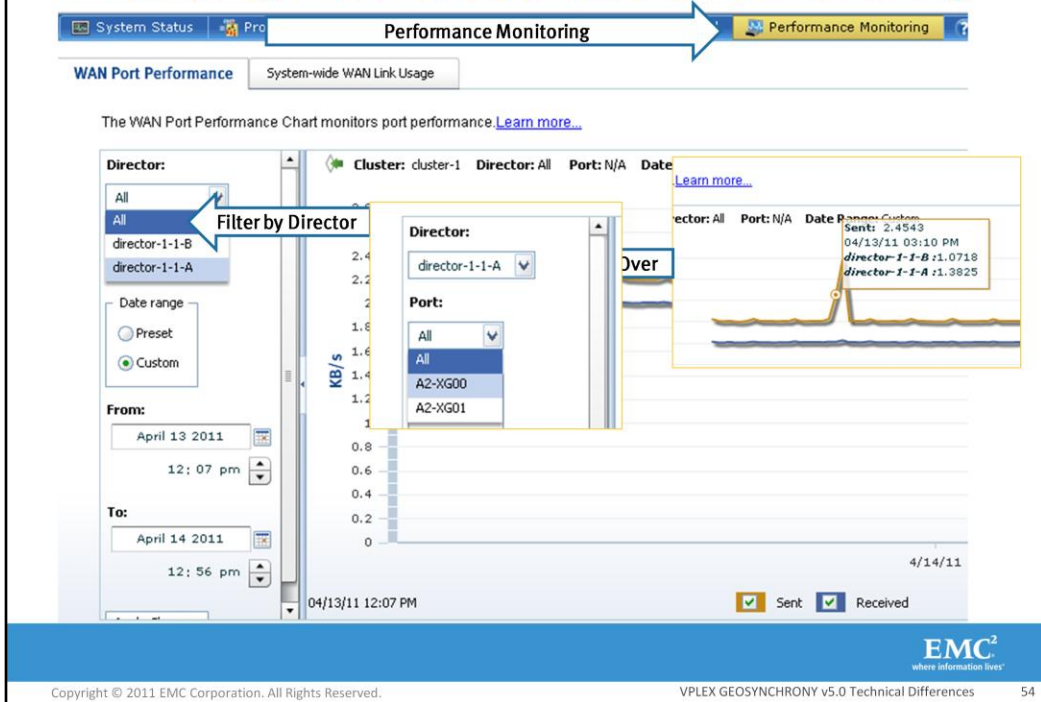 System Status
Pro
Performance Monitoring
Performance Monitoring
?
WAN Port Performance
System-wide WAN Link Usage
The WAN Port Performance Chart monitors port performance.Learn more...
Director:
All
All
director-1-1-B
director-1-1-A
Filter by Director
Date range
Preset
Custom
From:
April 13 2011
12: 07 pm
To:
April 14 2011
12: 56 pm
Cluster: cluster-1 Director: All Port: N/A Date
KB/s
2.4
2.2
2
1.8
1.6
1.4
1.2
1
0.8
0.6
0.4
0.2
0
4/14/11
04/13/11 12:07 PM
Sent
Received
Director:
director-1-1-A
Port:
All
All
A2-XG00
A2-XG01
Over
Learn more...
ector: All Port: N/A Date Range: Custom
Sent: 2.4543
04/13/11 03:10 PM
director-1-1-B :1.0718
director-1-1-A :1.3825
EMC²
where information lives®
Copyright © 2011 EMC Corporation. All Rights Reserved.
VPLEX GEOSYNCHRONY v5.0 Technical Differences
54